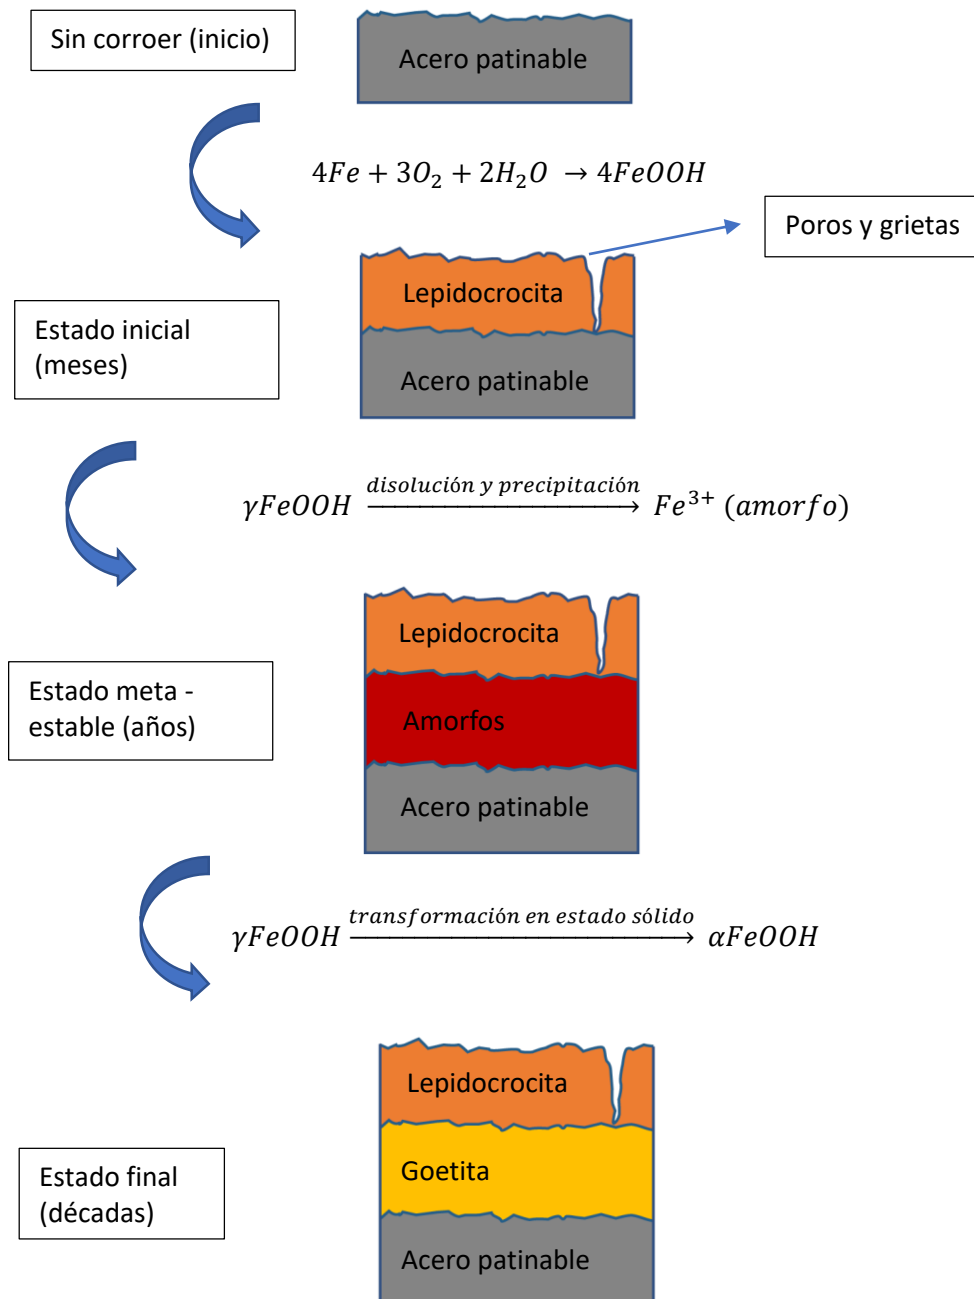 Sin corroer (inicio)
Acero patinable
4Fe + 3O₂ + 2H₂O → 4FeOOH
Poros y grietas
Lepidocrocita
Estado inicial
(meses)
Acero patinable
disolución y precipitación
γFeOOH → Fe³⁺ (amorfo)
Lepidocrocita
Estado meta -
estable (años)
Amorfos
Acero patinable
transformación en estado sólido
γFeOOH → αFeOOH
Lepidocrocita
Goetita
Estado final
(décadas)
Acero patinable